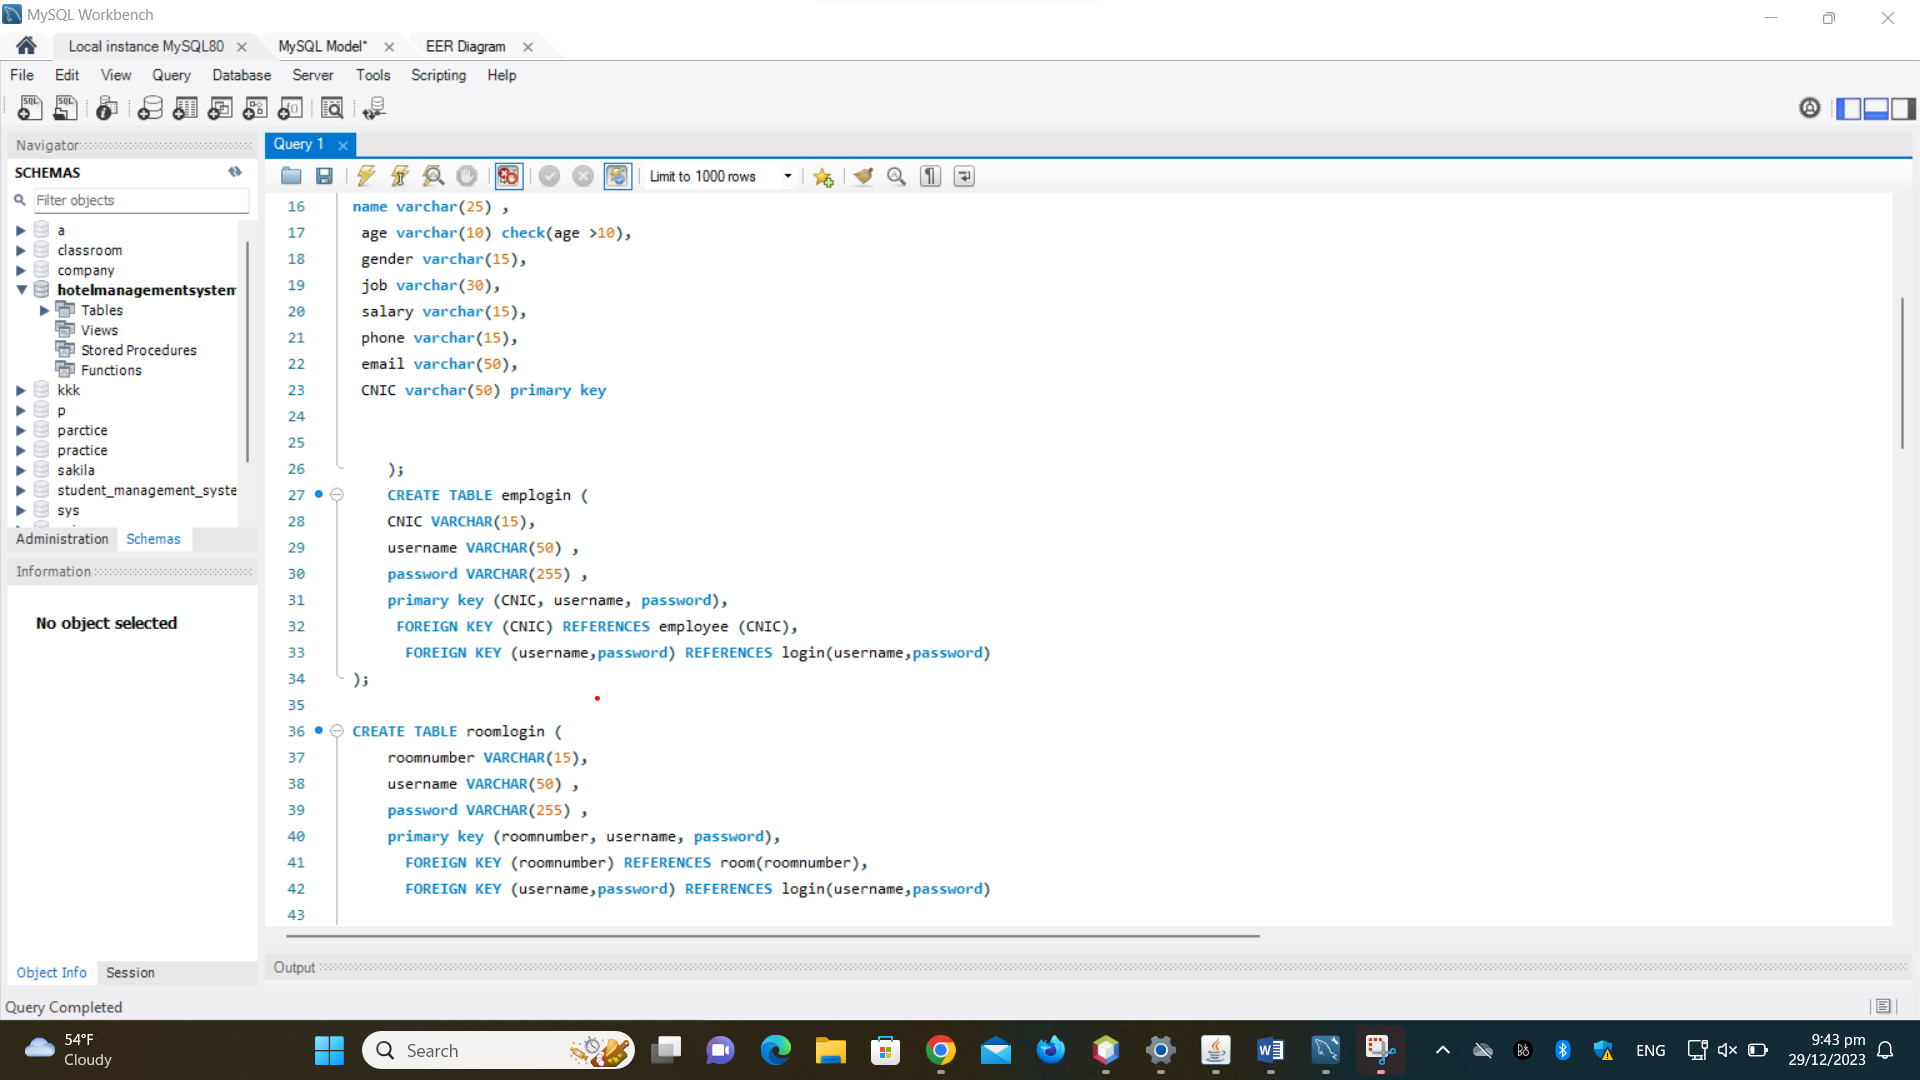 MySQL Workbench
Local instance MySQL80
MySQL Model*
EER Diagram
File Edit View Query Database Server Tools Scripting Help
Navigator
SCHEMAS
Filter objects
a
classroom
company
hotelmanagementsystem
Tables
Views
Stored Procedures
Functions
kkk
p
parctice
practice
sakila
student_management_syste
sys
Administration Schemas
Information
No object selected
Object Info Session
Query 1
Limit to 1000 rows
16 name varchar(25) ,
17 age varchar(10) check(age >10),
18 gender varchar(15),
19 job varchar(30),
20 salary varchar(15),
21 phone varchar(15),
22 email varchar(50),
23 CNIC varchar(50) primary key
24
25
26 );
27 CREATE TABLE emplogin (
28 CNIC VARCHAR(15),
29 username VARCHAR(50) ,
30 password VARCHAR(255) ,
31 primary key (CNIC, username, password),
32 FOREIGN KEY (CNIC) REFERENCES employee (CNIC),
33 FOREIGN KEY (username,password) REFERENCES login(username,password)
34 );
35
36 CREATE TABLE roomlogin (
37 roomnumber VARCHAR(15),
38 username VARCHAR(50) ,
39 password VARCHAR(255) ,
40 primary key (roomnumber, username, password),
41 FOREIGN KEY (roomnumber) REFERENCES room(roomnumber),
42 FOREIGN KEY (username,password) REFERENCES login(username,password)
43
Output
Query Completed
54°F
Cloudy
Search
ENG
9:43 pm
29/12/2023